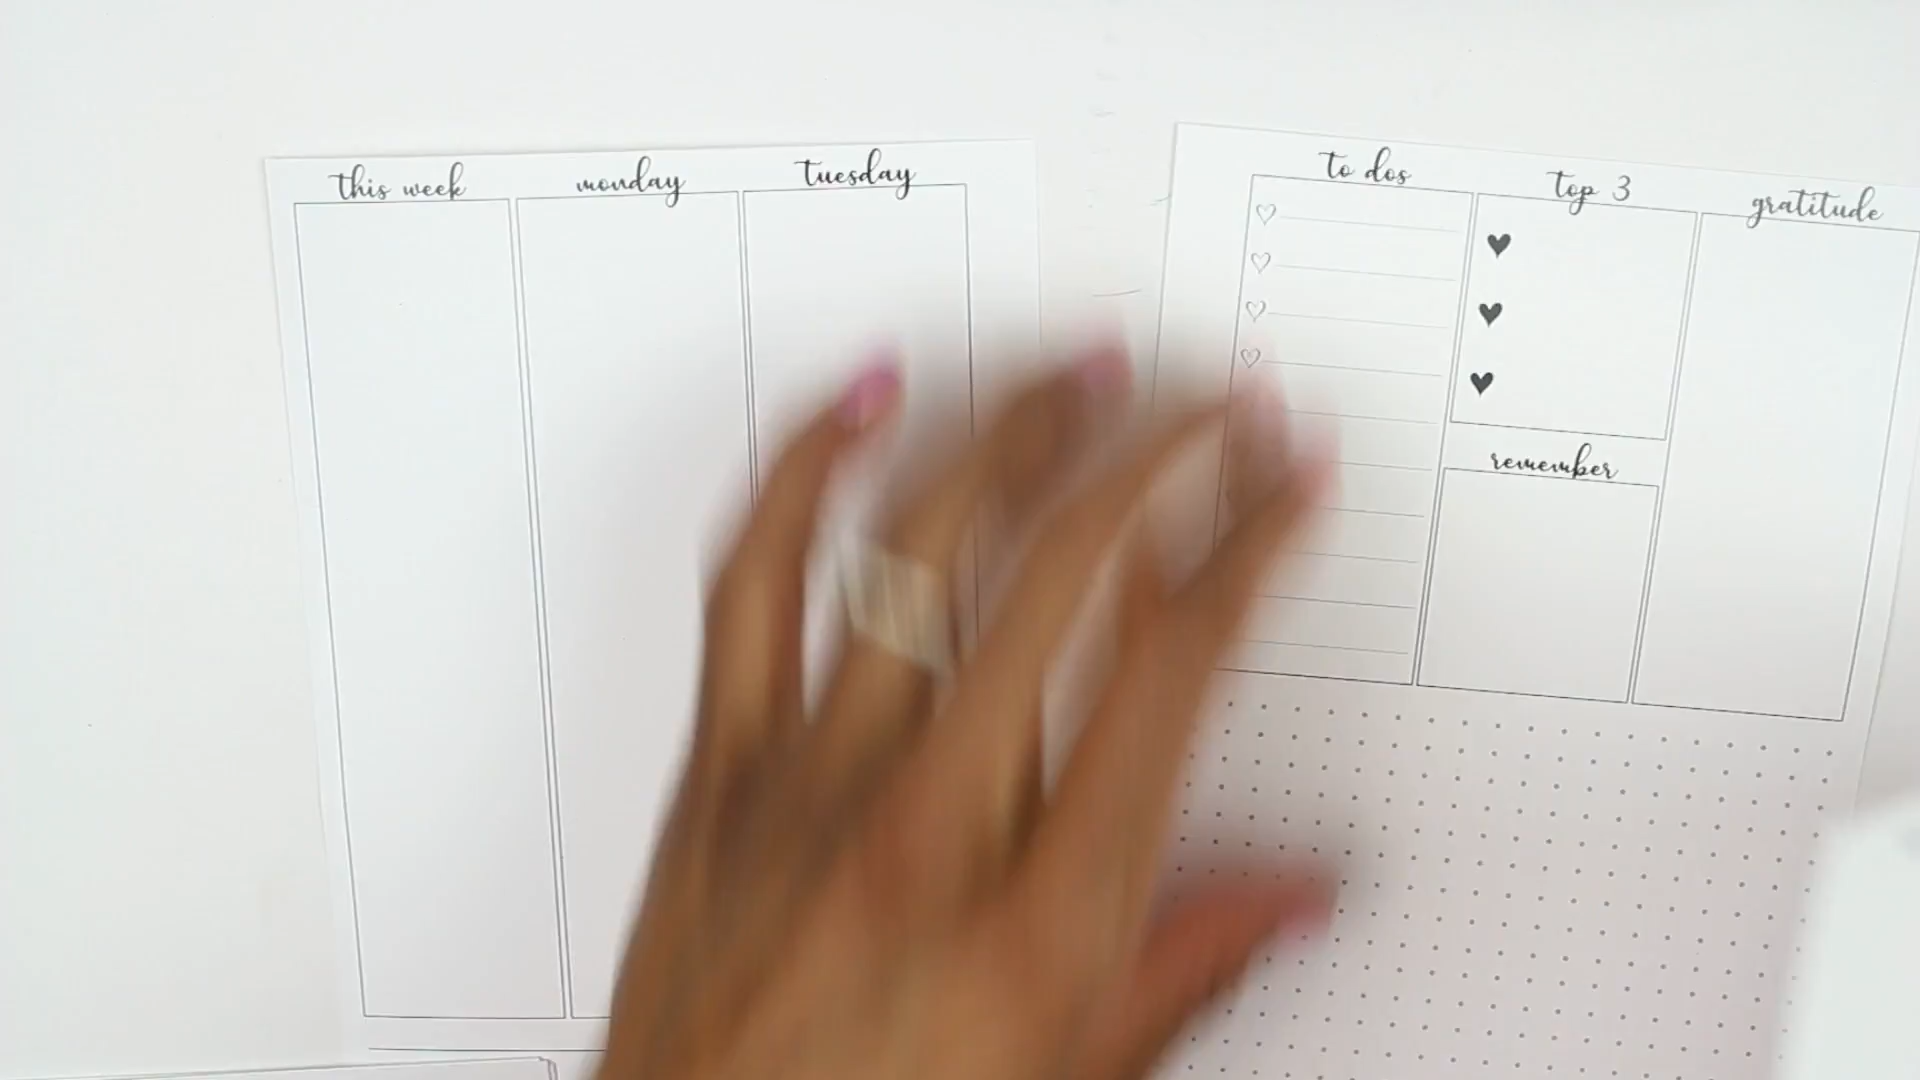 this week
monday
tuesday
to dos
top 3
gratitude
remember